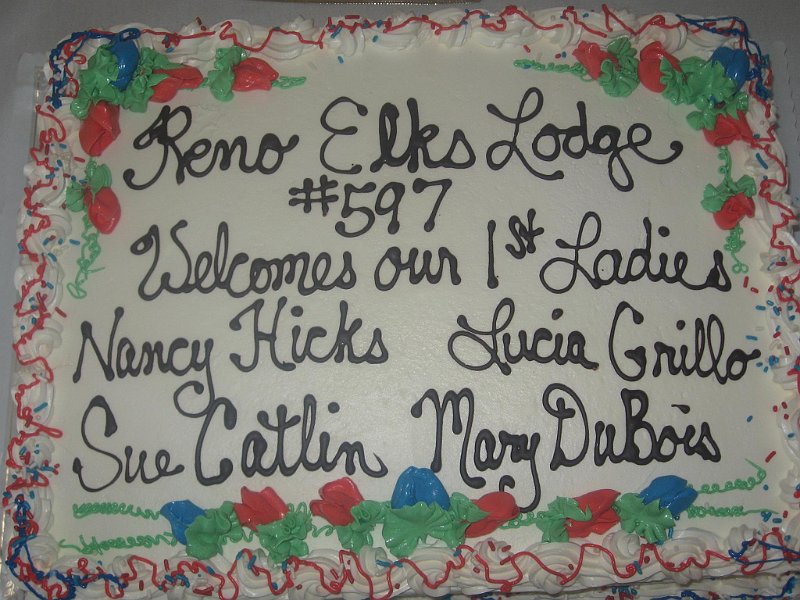 Reno Elks Lodge
#597
Welcomes our 1st Ladies
Nancy Hicks Lucia Grillo
Sue Catlin Mary DuBois